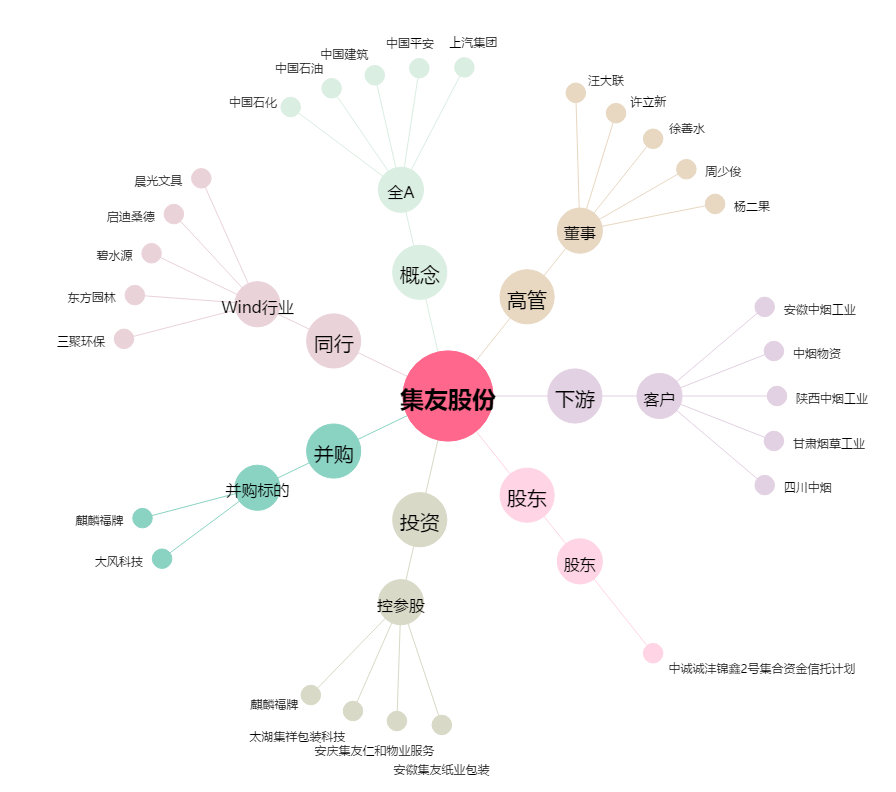 上汽集团
中国平安
中国建筑
中国石油
中国石化
汪大联
许立新
徐善水
周少俊
杨二果
晨光文具
启迪桑德
碧水源
东方园林
三聚环保
全A
董事
概念
高管
Wind行业
同行
安徽中烟工业
中烟物资
陕西中烟工业
甘肃烟草工业
四川中烟
集友股份
下游
客户
并购
并购标的
麒麟福牌
大风科技
股东
股东
中诚诚沣锦鑫2号集合资金信托计划
投资
控参股
麒麟福牌
太湖集祥包装科技
安庆集友仁和物业服务
安徽集友纸业包装